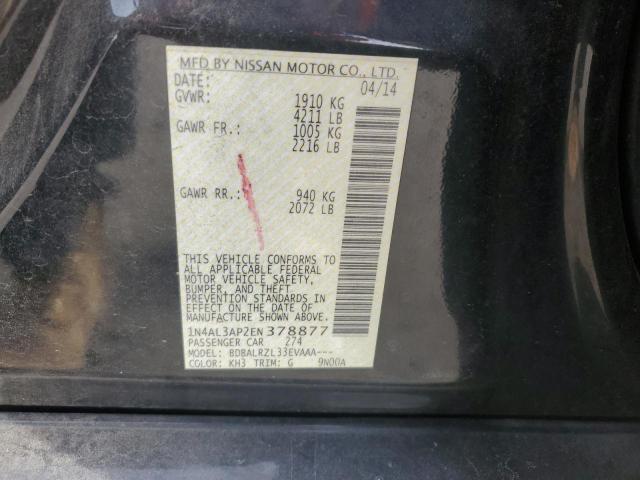 MFD BY NISSAN MOTOR CO., LTD.
DATE: 04/14
GVWR: 1910 KG
4211 LB
GAWR FR.: 1005 KG
2216 LB
GAWR RR.: 940 KG
2072 LB
THIS VEHICLE CONFORMS TO
ALL APPLICABLE FEDERAL
MOTOR VEHICLE SAFETY,
BUMPER, AND THEFT
PREVENTION STANDARDS
IN EFFECT ON THE DATE OF
MANUFACTURE SHOWN ABOVE.
1N4AL3AP2EN378877
PASSENGER CAR 274
MODEL: BDBALRZL33EVAAA---
COLOR: KH3 TRIM: G 9N00A